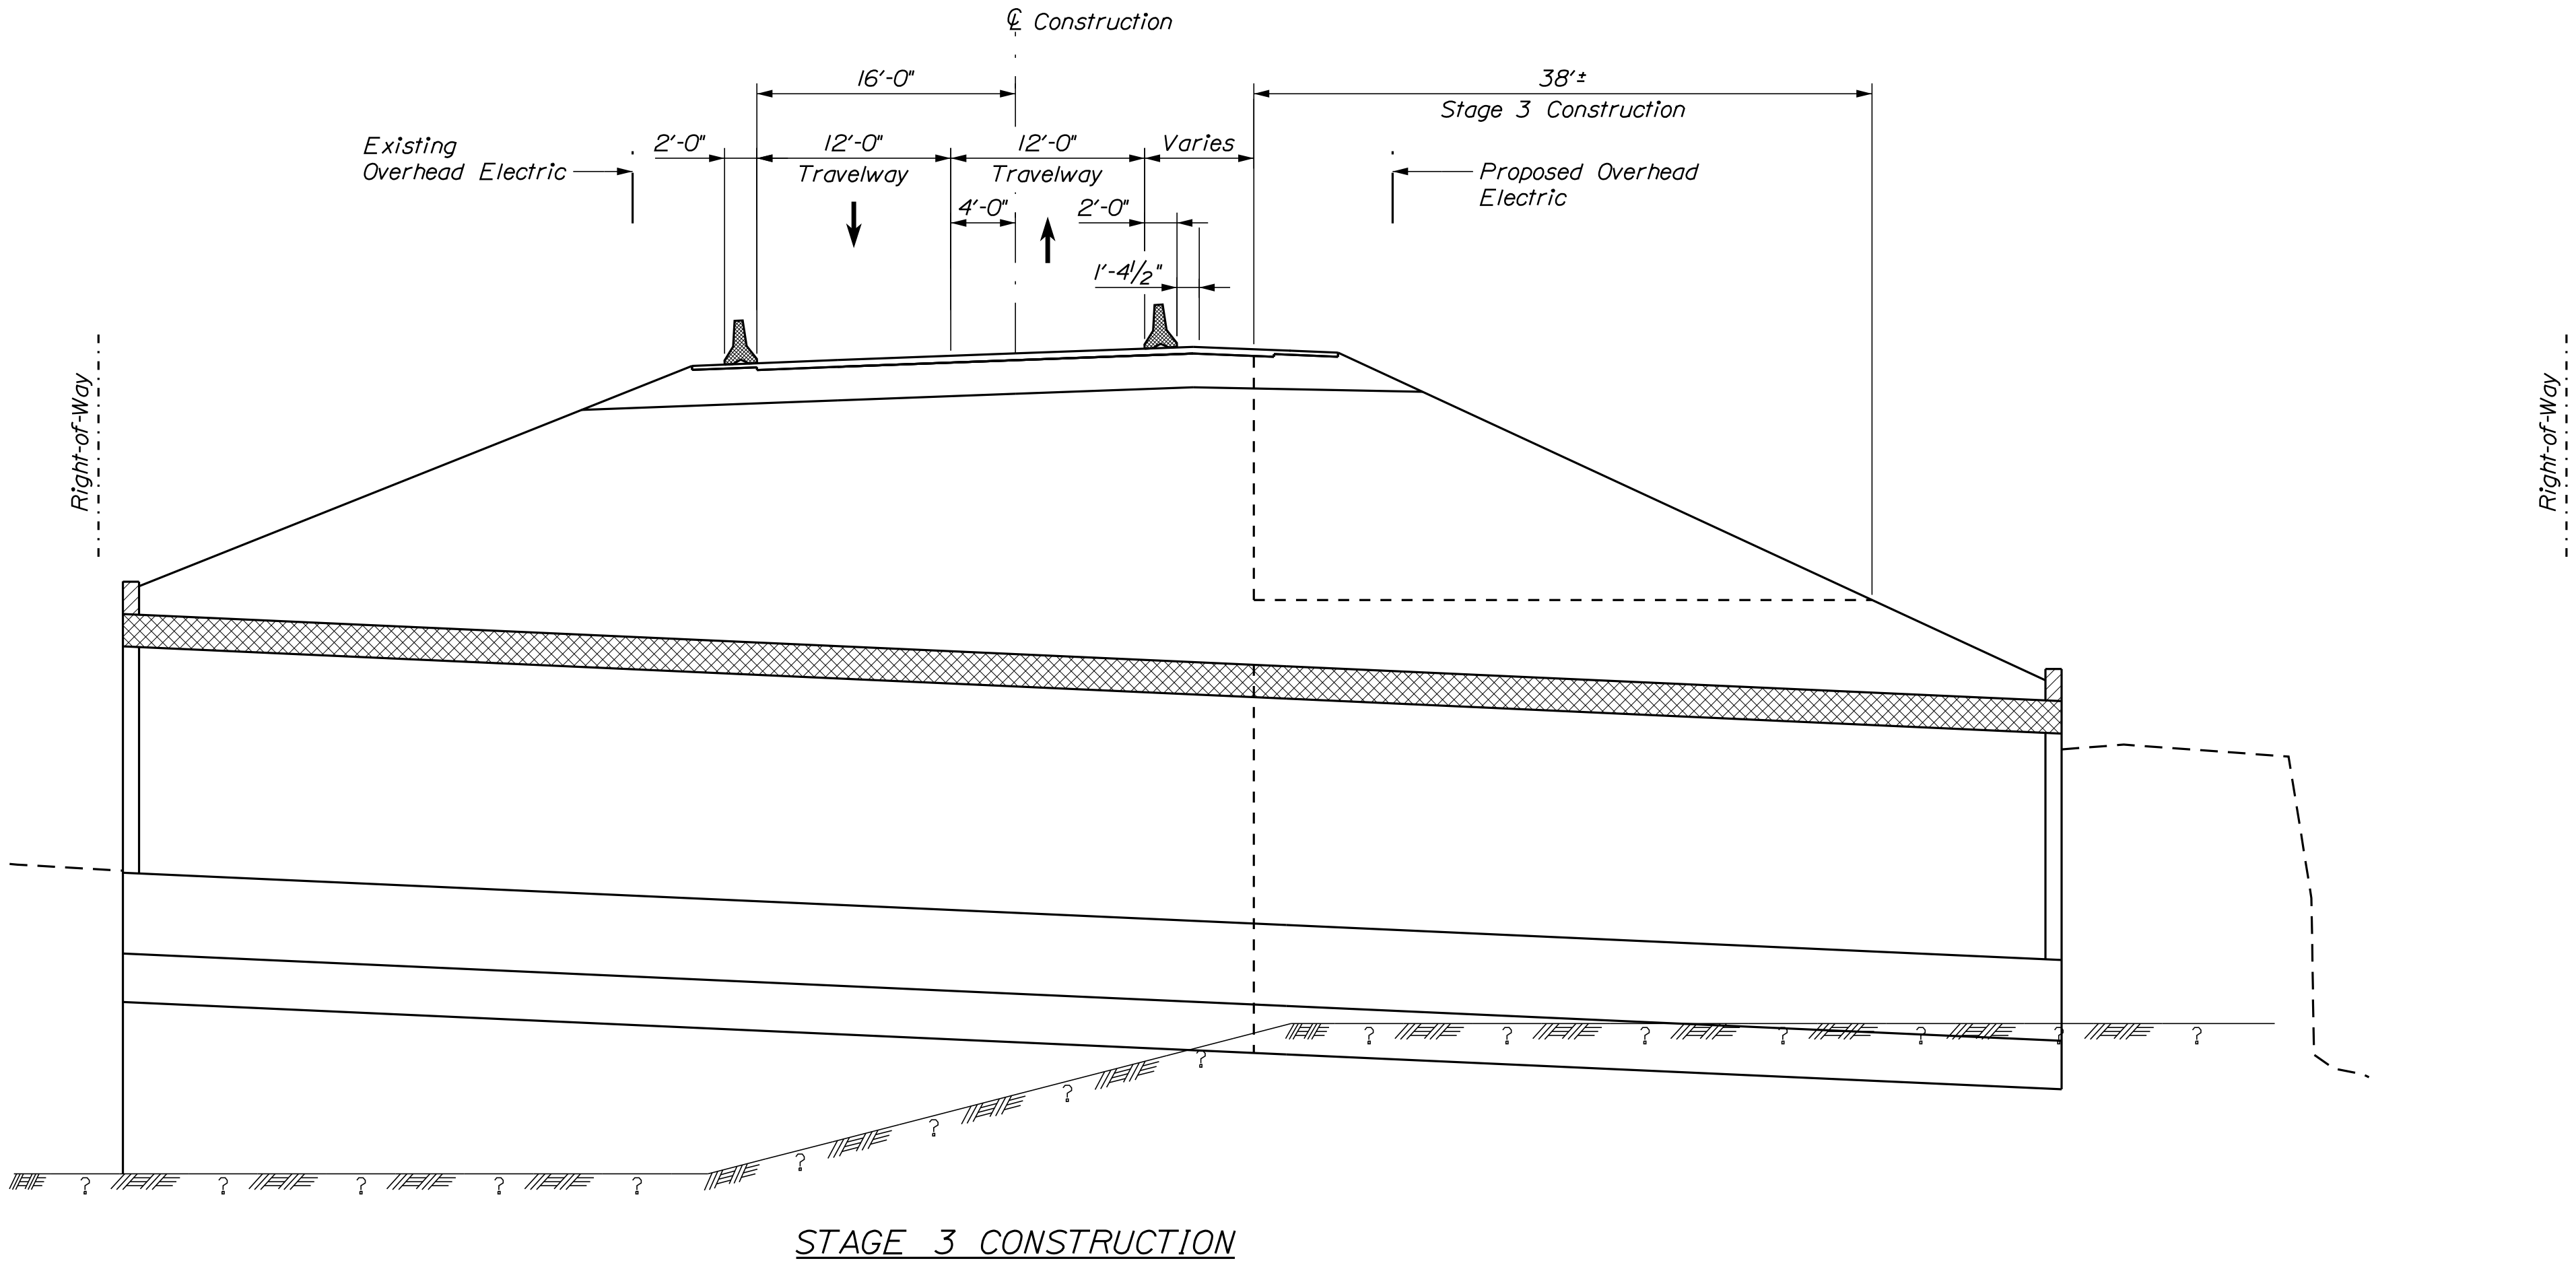 ℄ Construction
16'-0"
38'±
Stage 3 Construction
Existing
Overhead Electric
2'-0"
12'-0"
Travelway
12'-0"
Travelway
Varies
Proposed Overhead
Electric
4'-0"
2'-0"
1'-4½"
Right-of-Way
Right-of-Way
? ? ? ? ? ? ?
? ? ? ? ? ? ? ? ? ?
STAGE 3 CONSTRUCTION